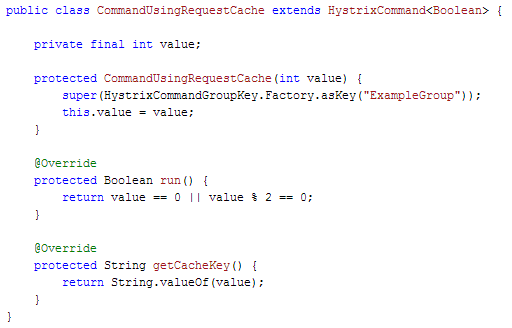 public class CommandUsingRequestCache extends HystrixCommand<Boolean> {

    private final int value;

    protected CommandUsingRequestCache(int value) {
        super(HystrixCommandGroupKey.Factory.asKey("ExampleGroup"));
        this.value = value;
    }

    @Override
    protected Boolean run() {
        return value == 0 || value % 2 == 0;
    }

    @Override
    protected String getCacheKey() {
        return String.valueOf(value);
    }
}